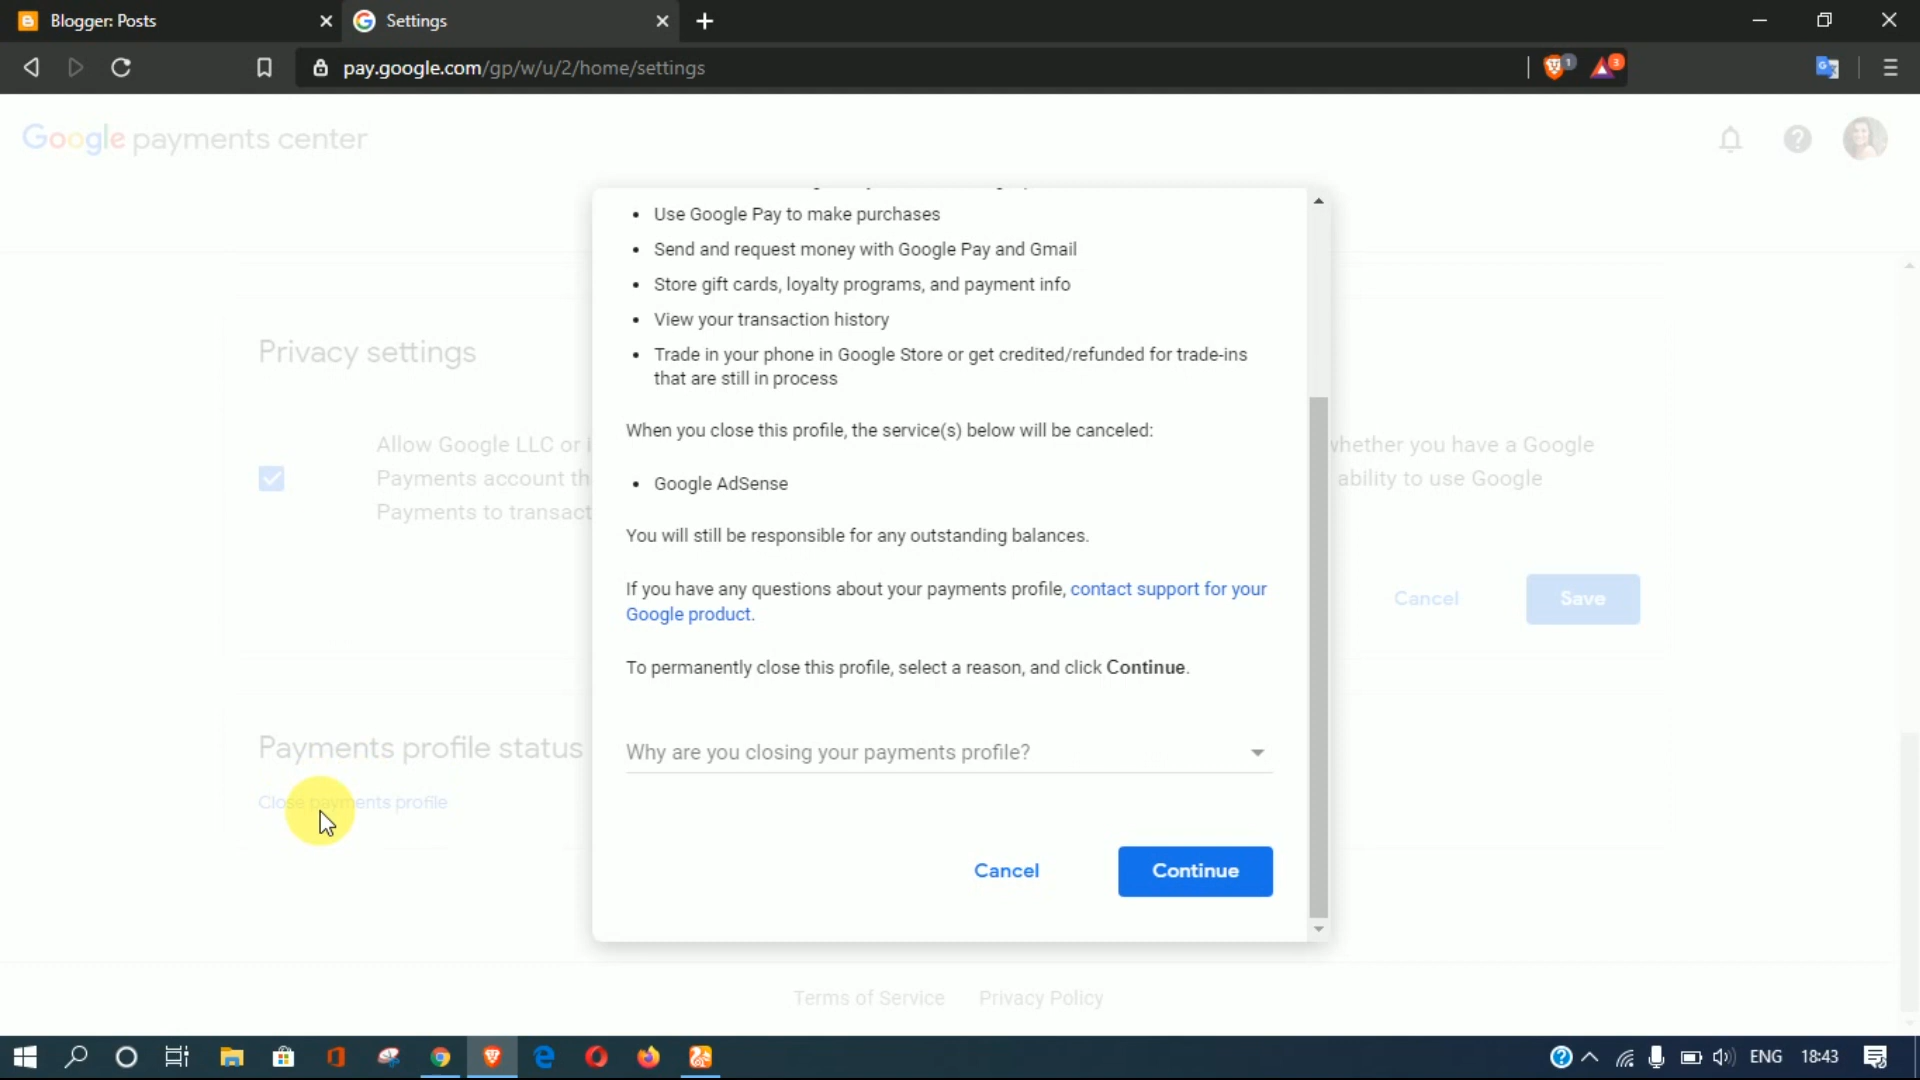 Blogger: Posts
Settings
pay.google.com/gp/w/u/2/home/settings
1
3
Google payments center
Use Google Pay to make purchases
Send and request money with Google Pay and Gmail
Store gift cards, loyalty programs, and payment info
View your transaction history
Trade in your phone in Google Store or get credited/refunded for trade-ins
that are still in process
When you close this profile, the service(s) below will be canceled:
Google AdSense
You will still be responsible for any outstanding balances.
If you have any questions about your payments profile, contact support for your
Google product.
To permanently close this profile, select a reason, and click Continue.
Why are you closing your payments profile?
Cancel
Continue
Privacy settings
Allow Google LLC or
whether you have a Google
Payments account
ability to use Google
Payments to transact
Cancel
Save
Payments profile status
Close payments profile
Terms of Service
Privacy Policy
ENG
18:43